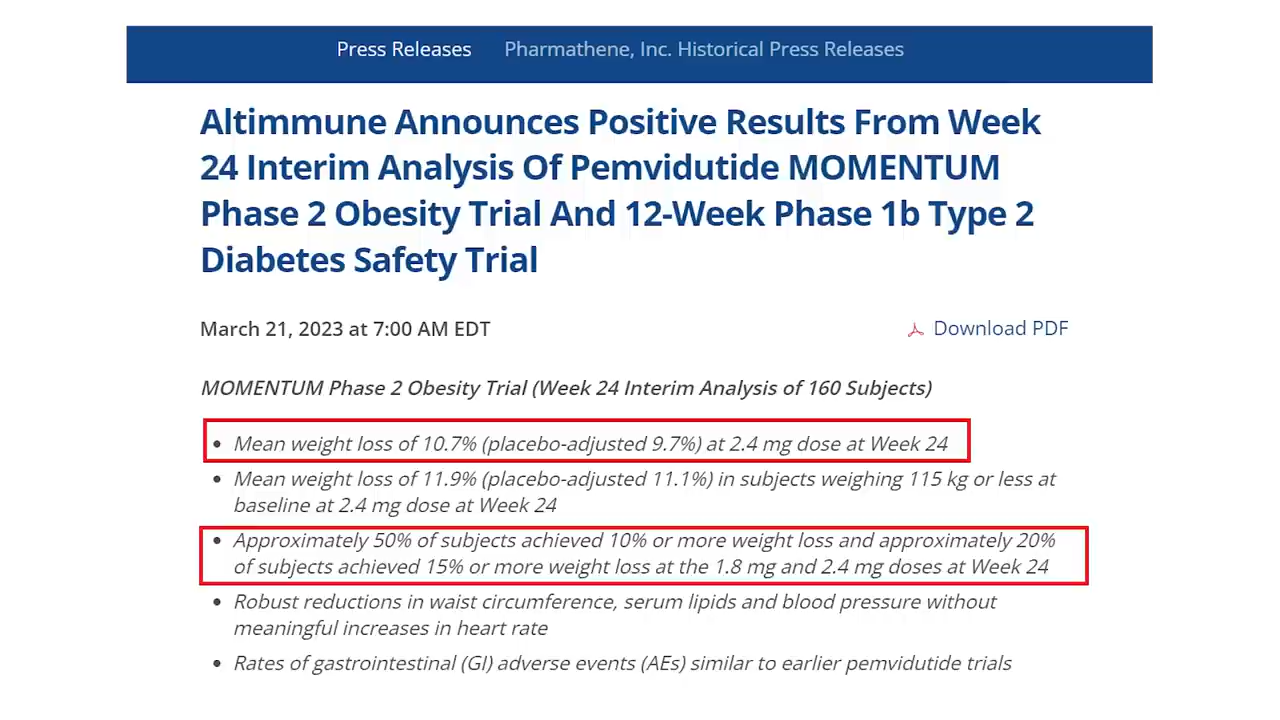 Press Releases Pharmathene, Inc. Historical Press Releases
Altimmune Announces Positive Results From Week
24 Interim Analysis Of Pemvidutide MOMENTUM
Phase 2 Obesity Trial And 12-Week Phase 1b Type 2
Diabetes Safety Trial
March 21, 2023 at 7:00 AM EDT Download PDF
MOMENTUM Phase 2 Obesity Trial (Week 24 Interim Analysis of 160 Subjects)
• Mean weight loss of 10.7% (placebo-adjusted 9.7%) at 2.4 mg dose at Week 24
• Mean weight loss of 11.9% (placebo-adjusted 11.1%) in subjects weighing 115 kg or less at
baseline at 2.4 mg dose at Week 24
• Approximately 50% of subjects achieved 10% or more weight loss and approximately 20%
of subjects achieved 15% or more weight loss at the 1.8 mg and 2.4 mg doses at Week 24
• Robust reductions in waist circumference, serum lipids and blood pressure without
meaningful increases in heart rate
• Rates of gastrointestinal (GI) adverse events (AEs) similar to earlier pemvidutide trials